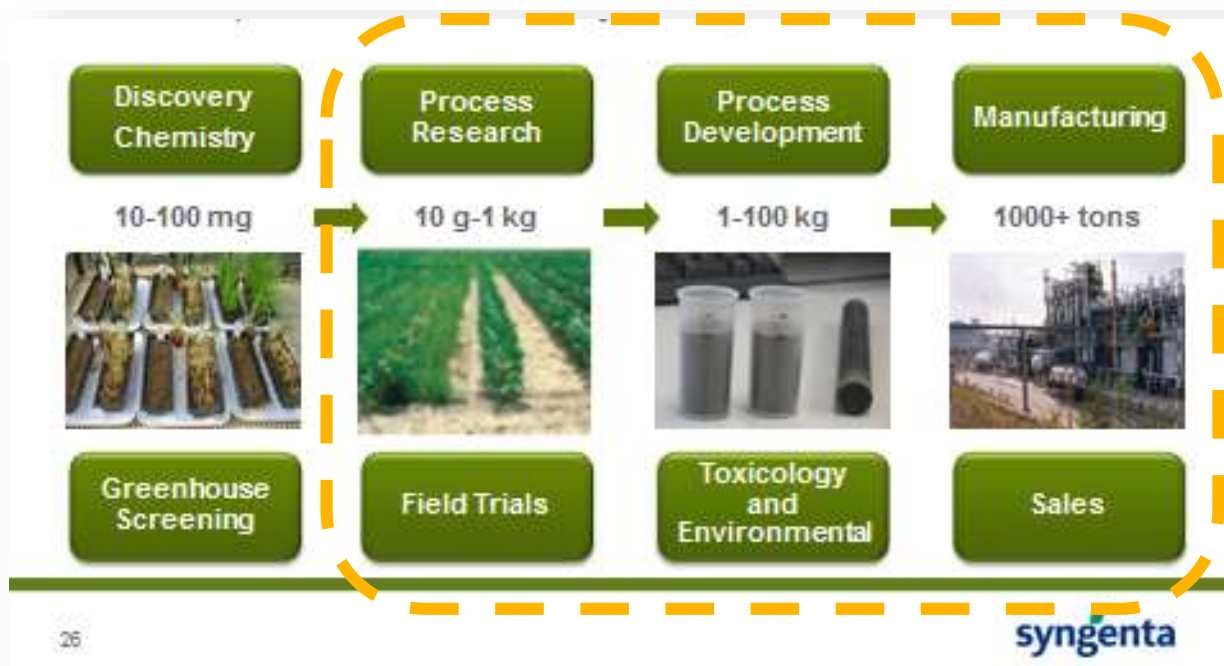 Discovery
Chemistry
Process
Research
Process
Development
Manufacturing
10-100 mg
10 g-1 kg
1-100 kg
1000+ tons
Greenhouse
Screening
Field Trials
Toxicology
and
Environmental
Sales
26
syngenta